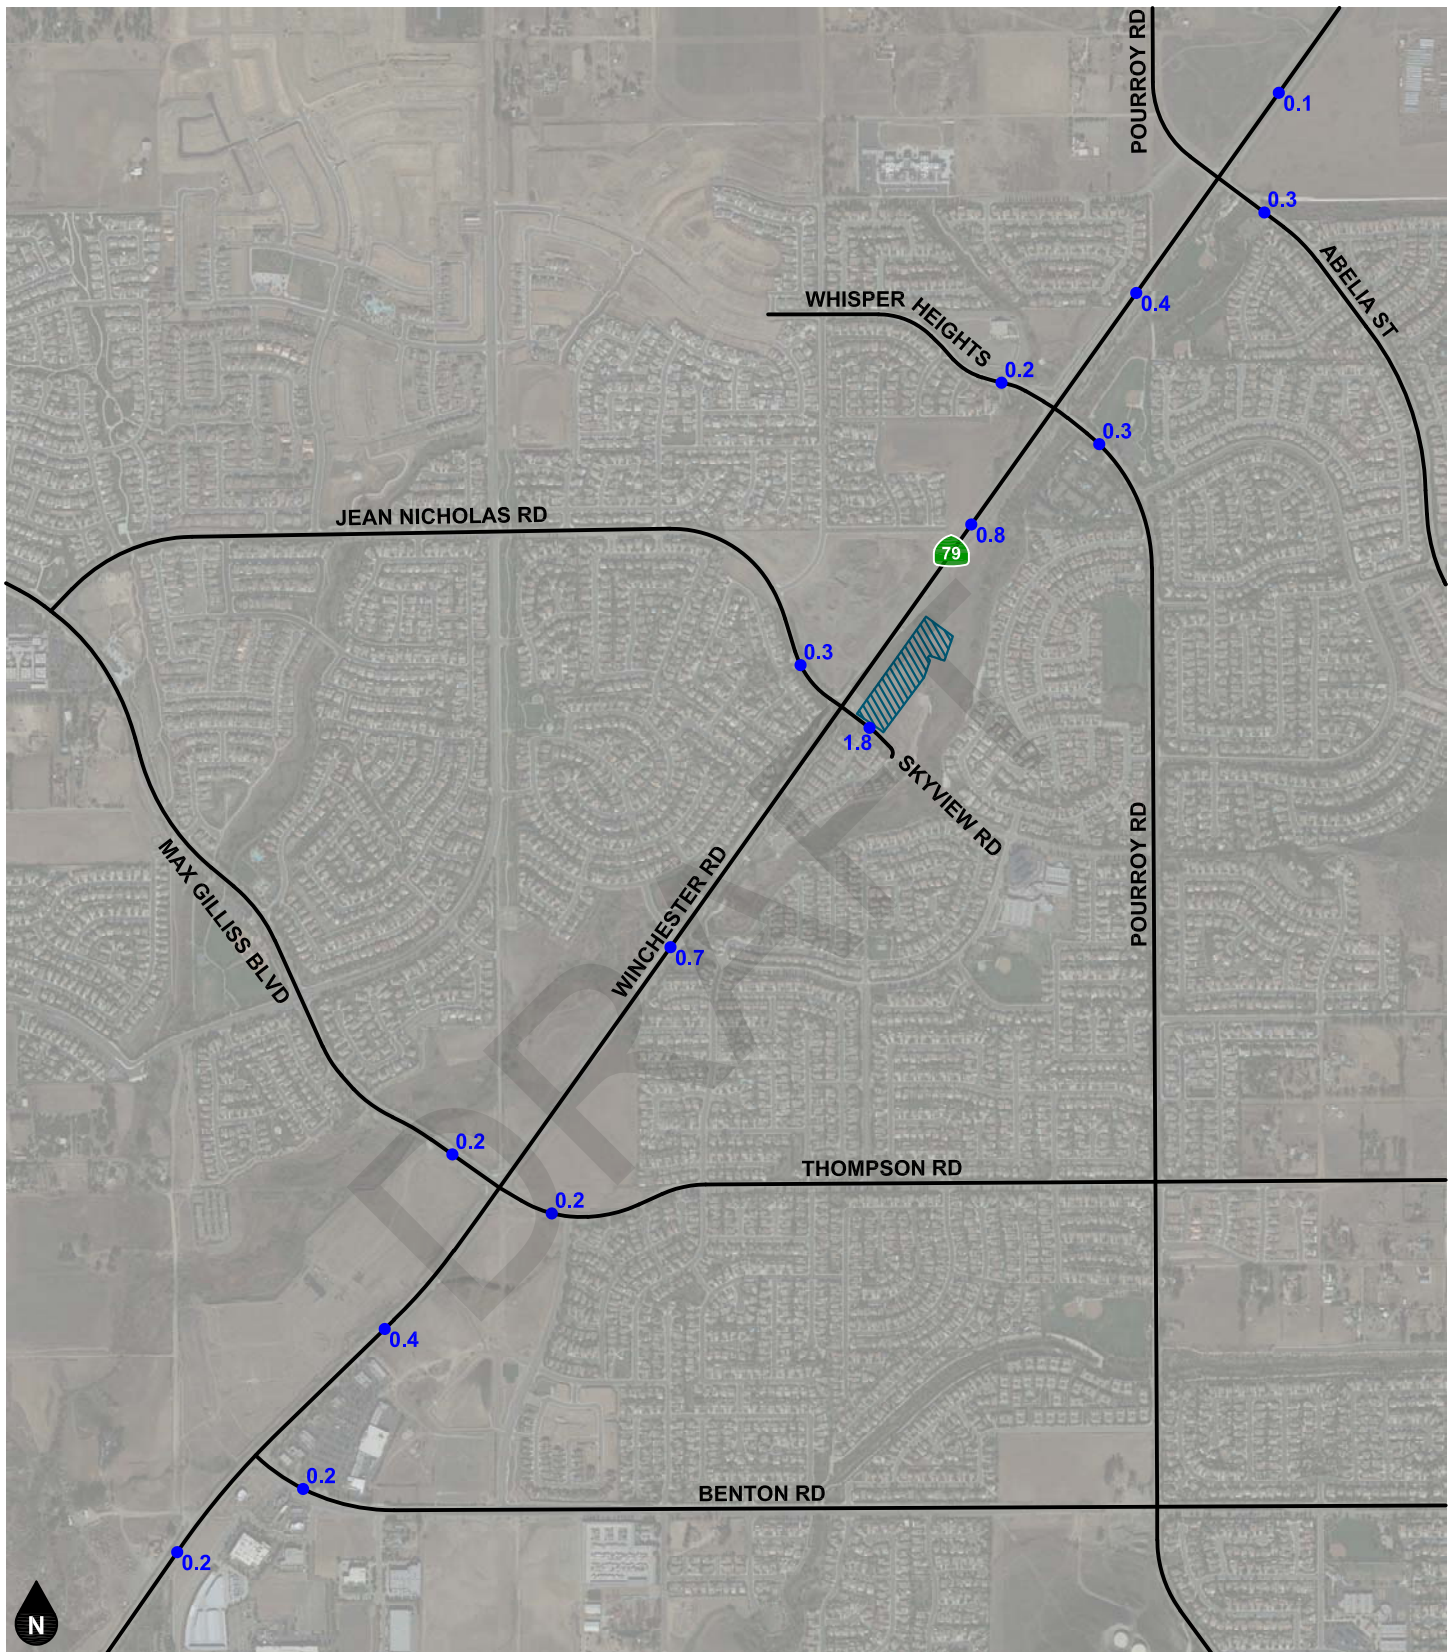 POURROY RD
0.1
0.3
ABELIA ST
0.4
WHISPER HEIGHTS
0.2
0.3
JEAN NICHOLAS RD
0.8
79
0.3
1.8
SKYVIEW RD
POURROY RD
MAX GILLISS BLVD
WINCHESTER RD
0.7
DRAFT
0.2
THOMPSON RD
0.2
0.4
0.2
BENTON RD
0.2
N